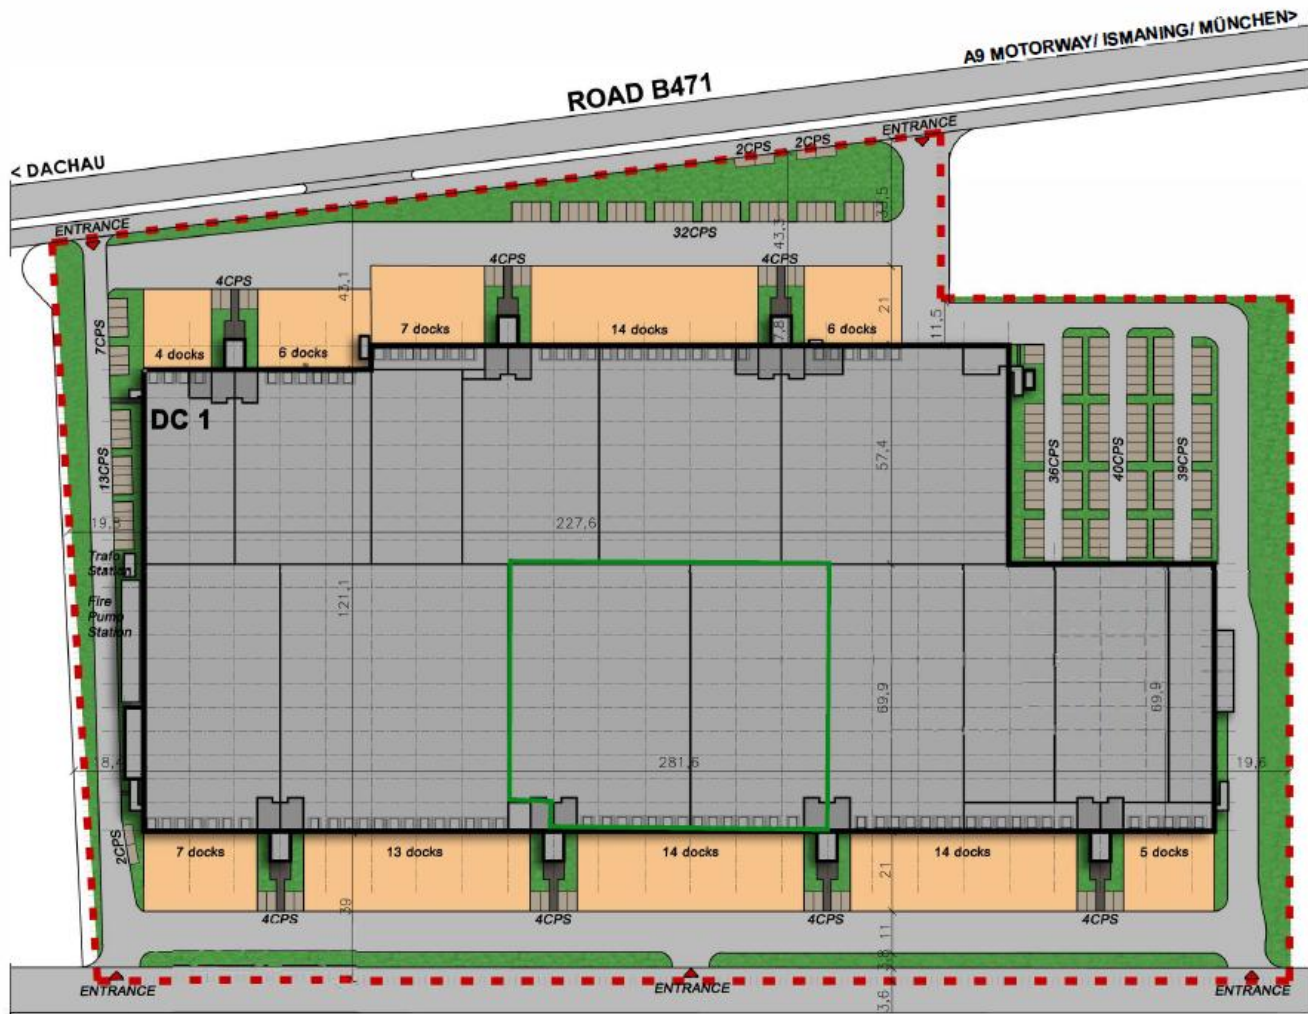 A9 MOTORWAY/ ISMANING/ MÜNCHEN>
ROAD B471
< DACHAU
ENTRANCE
2CPS
2CPS
ENTRANCE
33,5
32CPS
43,3
4CPS
4CPS
4CPS
43,1
21
11,5
7CPS
4 docks
6 docks
7 docks
14 docks
7,8
6 docks
DC 1
57,4
13CPS
36CPS
40CPS
39CPS
227,6
Trafo
Station
Fire
Pump
Station
121,1
69,9
69,9
281,6
19,6
2CPS
7 docks
13 docks
14 docks
14 docks
5 docks
21
4CPS
4CPS
4CPS
4CPS
39
11
3,8
ENTRANCE
ENTRANCE
ENTRANCE
3,6